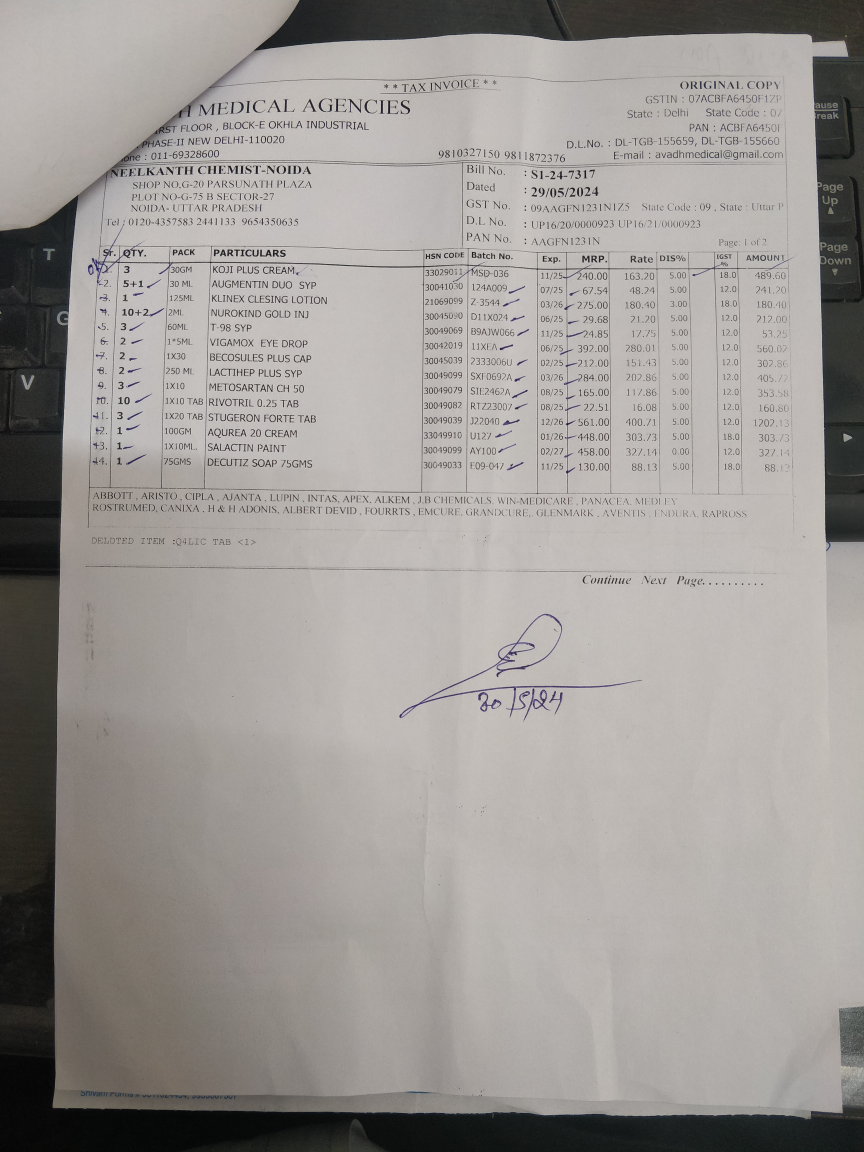 * * TAX INVOICE * *
ORIGINAL COPY
GSTIN : 07ACBFA6450F1ZP
H MEDICAL AGENCIES
State : Delhi State Code : 07
FLOOR , BLOCK-E OKHLA INDUSTRIAL
PAN : ACBFA6450F
PHASE-II NEW DELHI-110020
D.L.No. : DL-TGB-155659, DL-TGB-155660
: 011-69328600
9810327150 9811872376
E-mail : avadhmedical@gmail.com
NEELKANTH CHEMIST-NOIDA
SHOP NO.G-20 PARSUNATH PLAZA
PLOT NO-G-75 B SECTOR-27
NOIDA- UTTAR PRADESH
Tel : 0120-4357583 2441133 9654350635
Bill No. : S1-24-7317
Dated : 29/05/2024
GST No. : 09AAGFN1231N1Z5 State Code : 09 , State : Uttar P
D.L No. : UP16/20/0000923 UP16/21/0000923
PAN No. : AAGFN1231N
Page: 1 of 2
Sr. QTY. PACK PARTICULARS HSN CODE Batch No. Exp. MRP. Rate DIS% IGST % AMOUNT
1. 3 30GM KOJI PLUS CREAM 33029011 MSD-036 11/25 240.00 163.20 5.00 18.0 489.60
2. 5+1 30 ML AUGMENTIN DUO SYP 30041030 124A009 07/25 67.54 48.24 5.00 12.0 241.20
3. 1 125ML KLINEX CLESING LOTION 21069099 Z-3544 03/26 275.00 180.40 3.00 18.0 180.40
4. 10+2 2ML NUROKIND GOLD INJ 30045090 D11X024 06/25 29.68 21.20 5.00 12.0 212.00
5. 3 60ML T-98 SYP 30049069 B9AJW066 11/25 24.85 17.75 5.00 12.0 53.25
6. 2 1*5ML VIGAMOX EYE DROP 30042019 11XEA 06/25 392.00 280.01 5.00 12.0 560.02
7. 2 1X30 BECOSULES PLUS CAP 30045039 2333006U 02/25 212.00 151.43 5.00 12.0 302.86
8. 2 250 ML LACTIHEP PLUS SYP 30049099 SXF0692A 03/26 284.00 202.86 5.00 12.0 405.72
9. 3 1X10 METOSARTAN CH 50 30049079 SIE2462A 08/25 165.00 117.86 5.00 12.0 353.58
10. 10 1X10 TAB RIVOTRIL 0.25 TAB 30049082 RTZ23007 08/25 22.51 16.08 5.00 12.0 160.80
11. 3 1X20 TAB STUGERON FORTE TAB 30049039 J22040 12/26 561.00 400.71 5.00 12.0 1202.13
12. 1 100GM AQUREA 20 CREAM 33049910 U127 01/26 448.00 303.73 5.00 18.0 303.73
13. 1 1X10ML. SALACTIN PAINT 30049099 AY100 02/27 458.00 327.14 0.00 12.0 327.14
14. 1 75GMS DECUTIZ SOAP 75GMS 30049033 E09-047 11/25 130.00 88.13 5.00 18.0 88.13
ABBOTT , ARISTO , CIPLA , AJANTA , LUPIN , INTAS, APEX. ALKEM , J.B CHEMICALS. WIN-MEDICARE , PANACEA, MEDLEY
ROSTRUMED, CANIXA , H & H ADONIS, ALBERT DEVID , FOURRTS , EMCURE, GRANDCURE,. GLENMARK , AVENTIS : ENDURA, RAPROSS
DELOTED ITEM :Q4LIC TAB <1>
Continue Next Page..........
30/5/24
Pause
Break
Page
Up
Page
Down
T
G
V